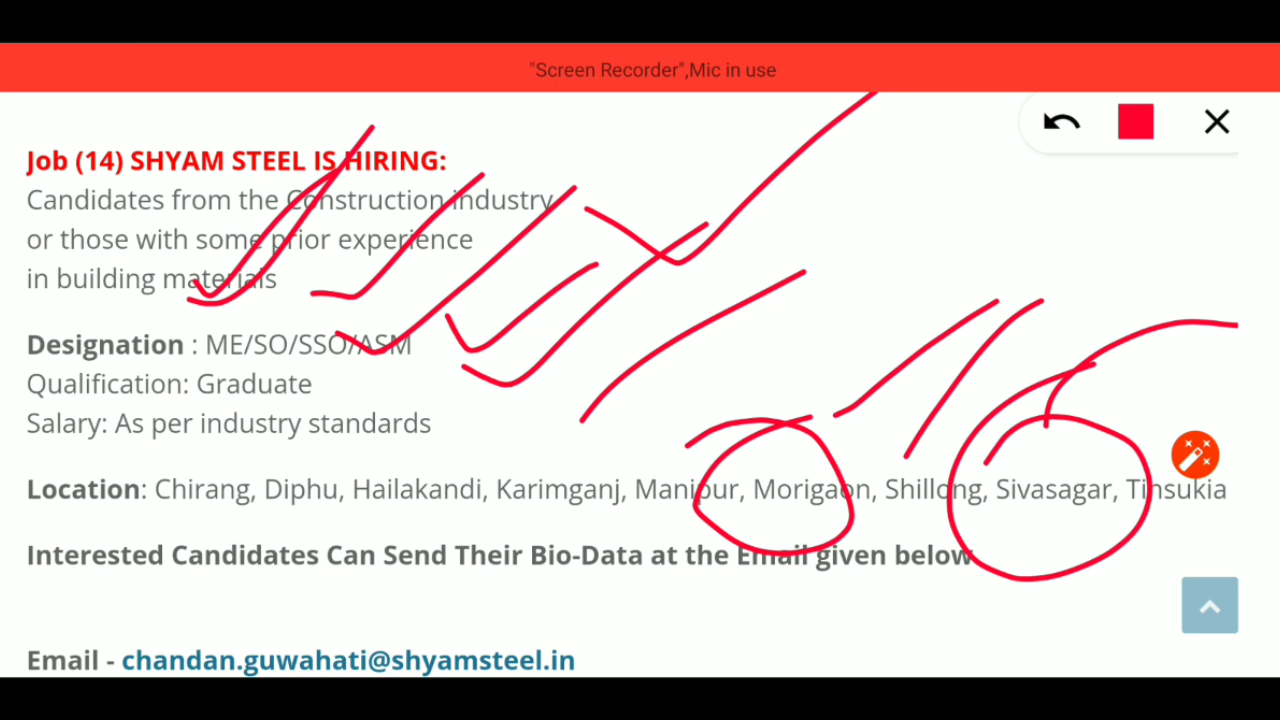 "Screen Recorder",Mic in use
Job (14) SHYAM STEEL IS HIRING:
Candidates from the Construction industry
or those with some prior experience
in building materials
Designation : ME/SO/SSO/ASM
Qualification: Graduate
Salary: As per industry standards
Location: Chirang, Diphu, Hailakandi, Karimganj, Manipur, Morigaon, Shillong, Sivasagar, Tinsukia
Interested Candidates Can Send Their Bio-Data at the Email given below
Email - chandan.guwahati@shyamsteel.in